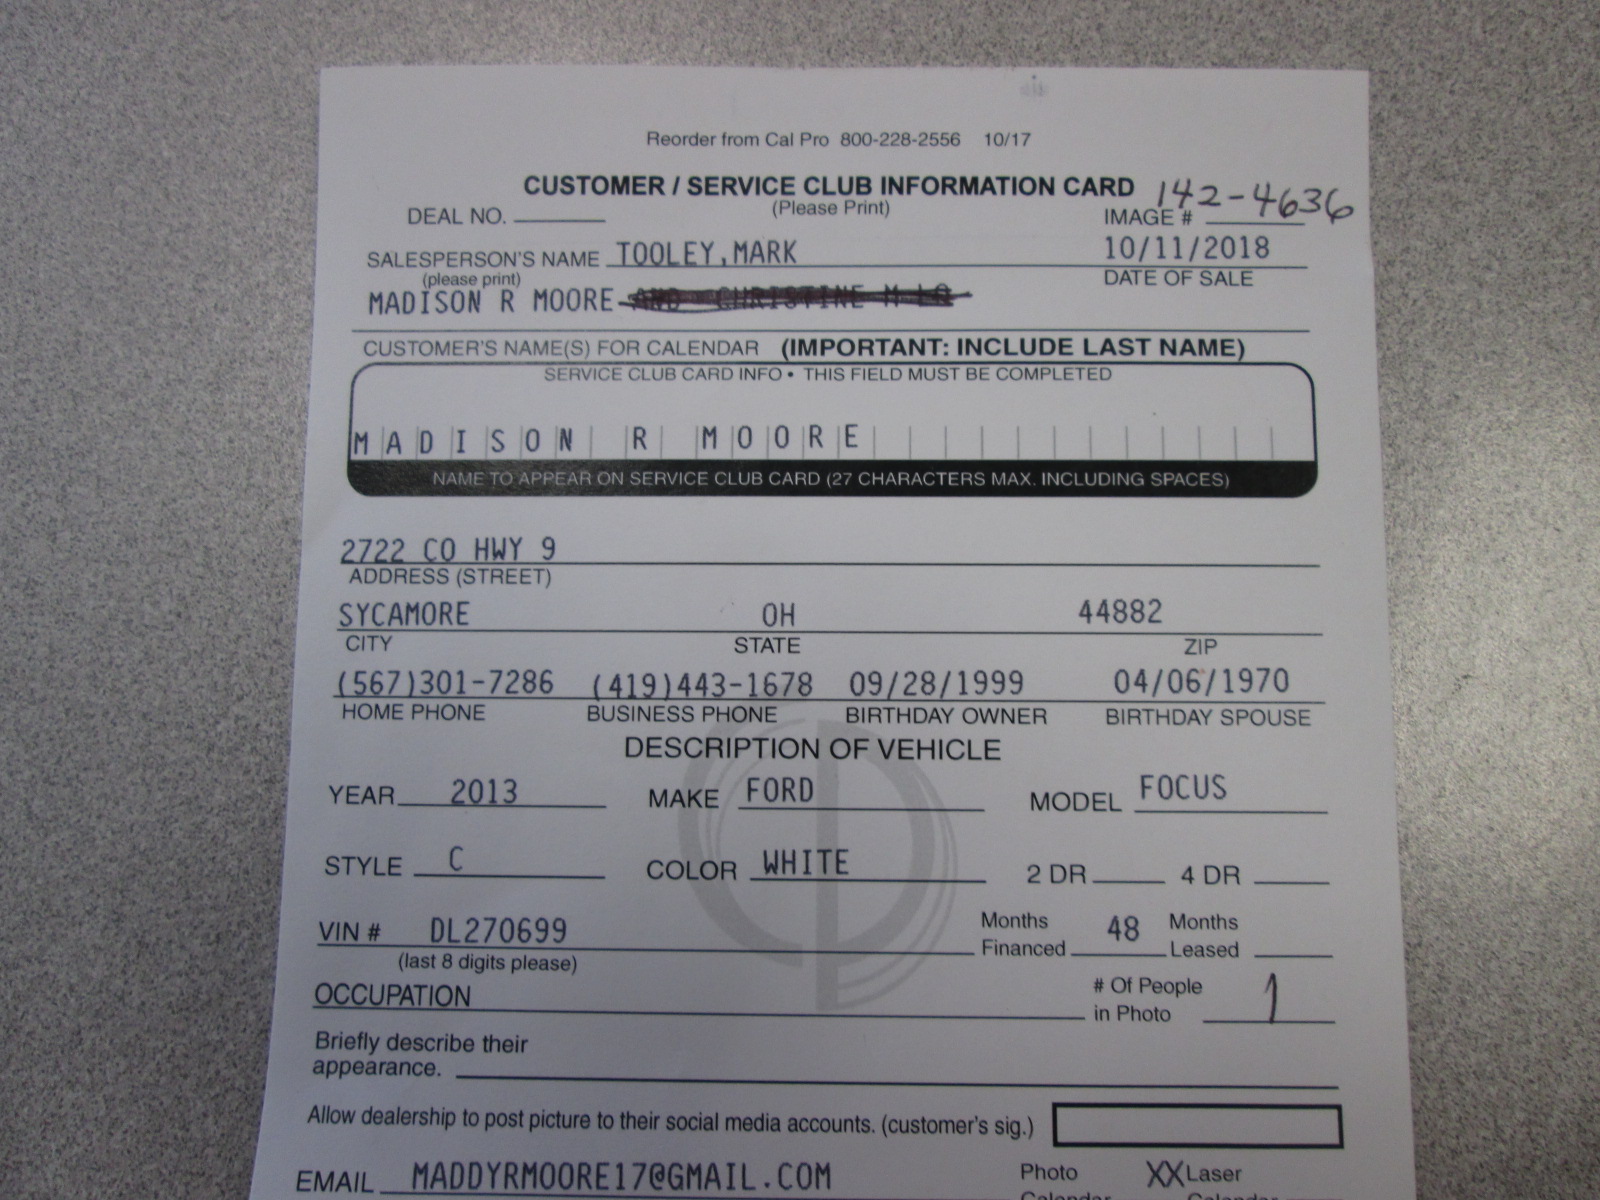 Reorder from Cal Pro 800-228-2556 10/17
CUSTOMER / SERVICE CLUB INFORMATION CARD
(Please Print)
142-4636
DEAL NO.
IMAGE #
SALESPERSON'S NAME TOOLEY,MARK 10/11/2018
(please print) DATE OF SALE
MADISON R MOORE AND CHRISTINE M
CUSTOMER'S NAME(S) FOR CALENDAR (IMPORTANT: INCLUDE LAST NAME)
SERVICE CLUB CARD INFO • THIS FIELD MUST BE COMPLETED
MADISON R MOORE
NAME TO APPEAR ON SERVICE CLUB CARD (27 CHARACTERS MAX. INCLUDING SPACES)
2722 CO HWY 9
ADDRESS (STREET)
SYCAMORE OH 44882
CITY STATE ZIP
(567)301-7286 (419)443-1678 09/28/1999 04/06/1970
HOME PHONE BUSINESS PHONE BIRTHDAY OWNER BIRTHDAY SPOUSE
DESCRIPTION OF VEHICLE
YEAR 2013 MAKE FORD MODEL FOCUS
STYLE C COLOR WHITE 2 DR 4 DR
VIN # DL270699 Months Financed 48 Months Leased
(last 8 digits please)
OCCUPATION # Of People in Photo 1
Briefly describe their
appearance.
Allow dealership to post picture to their social media accounts. (customer's sig.)
EMAIL MADDYRMOORE17@GMAIL.COM Photo XX Laser
Calendar Calendar